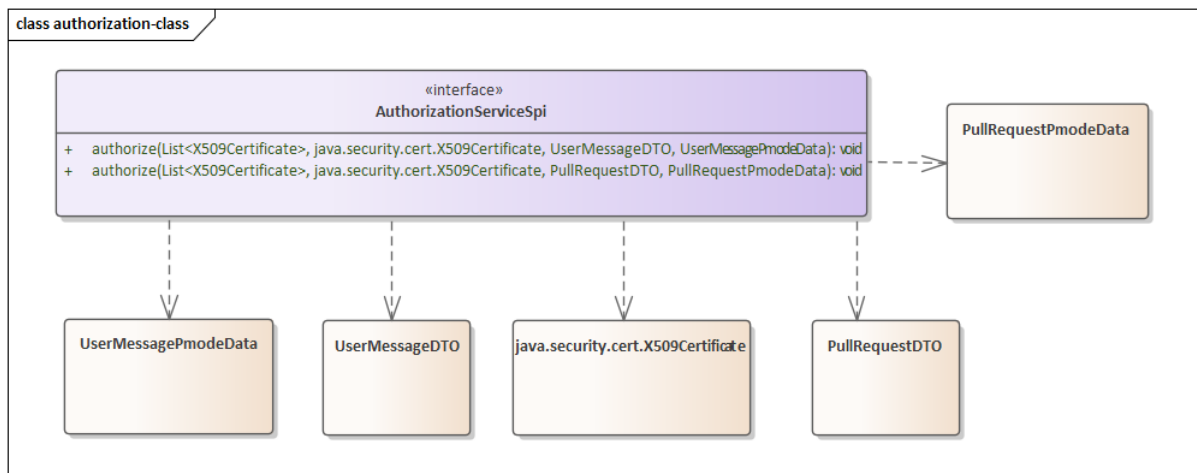 class authorization-class
«interface»
AuthorizationServiceSpi
+ authorize(List<X509Certificate>, java.security.cert.X509Certificate, UserMessageDTO, UserMessagePmodeData): void
+ authorize(List<X509Certificate>, java.security.cert.X509Certificate, PullRequestDTO, PullRequestPmodeData): void
PullRequestPmodeData
UserMessagePmodeData
UserMessageDTO
java.security.cert.X509Certificate
PullRequestDTO